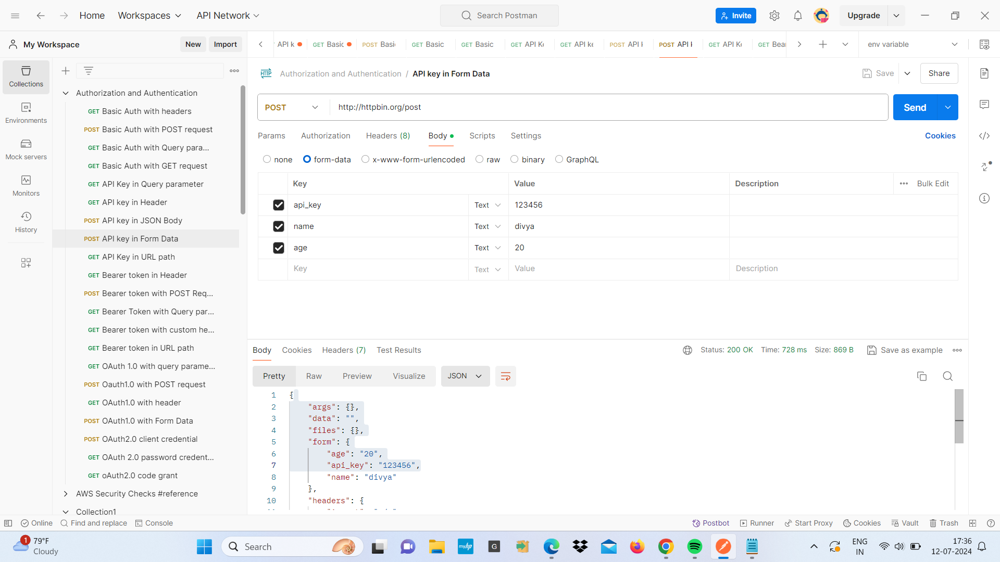 Home
Workspaces
API Network
Search Postman
Invite
Upgrade
My Workspace
New
Import
API k
GET Basic
POST Basic
GET Basic
GET Basic
GET API Ke
GET API ke
POST API k
POST API k
GET API Ke
GET Bear
env variable
Collections
Environments
Mock servers
Monitors
History
Authorization and Authentication
GET Basic Auth with headers
POST Basic Auth with POST request
GET Basic Auth with Query para...
GET Basic Auth with GET request
GET API Key in Query parameter
GET API key in Header
POST API key in JSON Body
POST API key in Form Data
GET API Key in URL path
GET Bearer token in Header
POST Bearer token with POST Req...
GET Bearer Token with Query par...
GET Bearer token with custom he...
GET Bearer token in URL path
GET OAuth 1.0 with query parame...
POST Oauth1.0 with POST request
GET OAuth1.0 with header
POST OAuth1.0 with Form Data
POST OAuth2.0 client credential
GET OAuth 2.0 password credent...
GET oAuth2.0 code grant
AWS Security Checks #reference
Collection1
HTTP Authorization and Authentication / API key in Form Data
Save
Share
POST
http://httpbin.org/post
Send
Params Authorization Headers (8) Body Scripts Settings
Cookies
none form-data x-www-form-urlencoded raw binary GraphQL
Key Value Description Bulk Edit
api_key Text 123456
name Text divya
age Text 20
Key Text Value Description
Body Cookies Headers (7) Test Results
Status: 200 OK Time: 728 ms Size: 869 B Save as example
Pretty Raw Preview Visualize JSON
1 {
2 "args": {},
3 "data": "",
4 "files": {},
5 "form": {
6 "age": "20",
7 "api_key": "123456",
8 "name": "divya"
9 },
10 "headers": {
Online Find and replace Console
Postbot Runner Start Proxy Cookies Vault Trash
1
79°F
Cloudy
Search
myhp
G
ENG
IN
17:36
12-07-2024